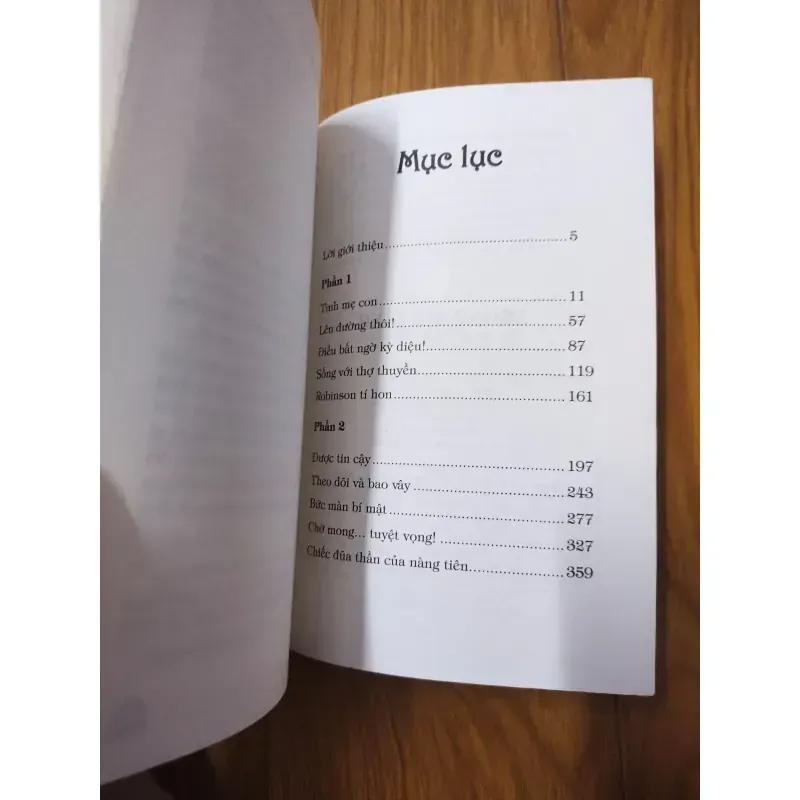 Mục lục
Lời giới thiệu.....................................................5
Phần 1
Tình mẹ con.......................................................11
Lên đường thôi!..................................................57
Điều bất ngờ kỳ diệu!.......................................87
Sống với thợ thuyền.........................................119
Robinson tí hon.................................................161
Phần 2
Được tin cậy......................................................197
Theo dõi và bao vây..........................................243
Bức màn bí mật.................................................277
Chờ mong... tuyệt vọng! ..................................327
Chiếc đũa thần của nàng tiên.........................359